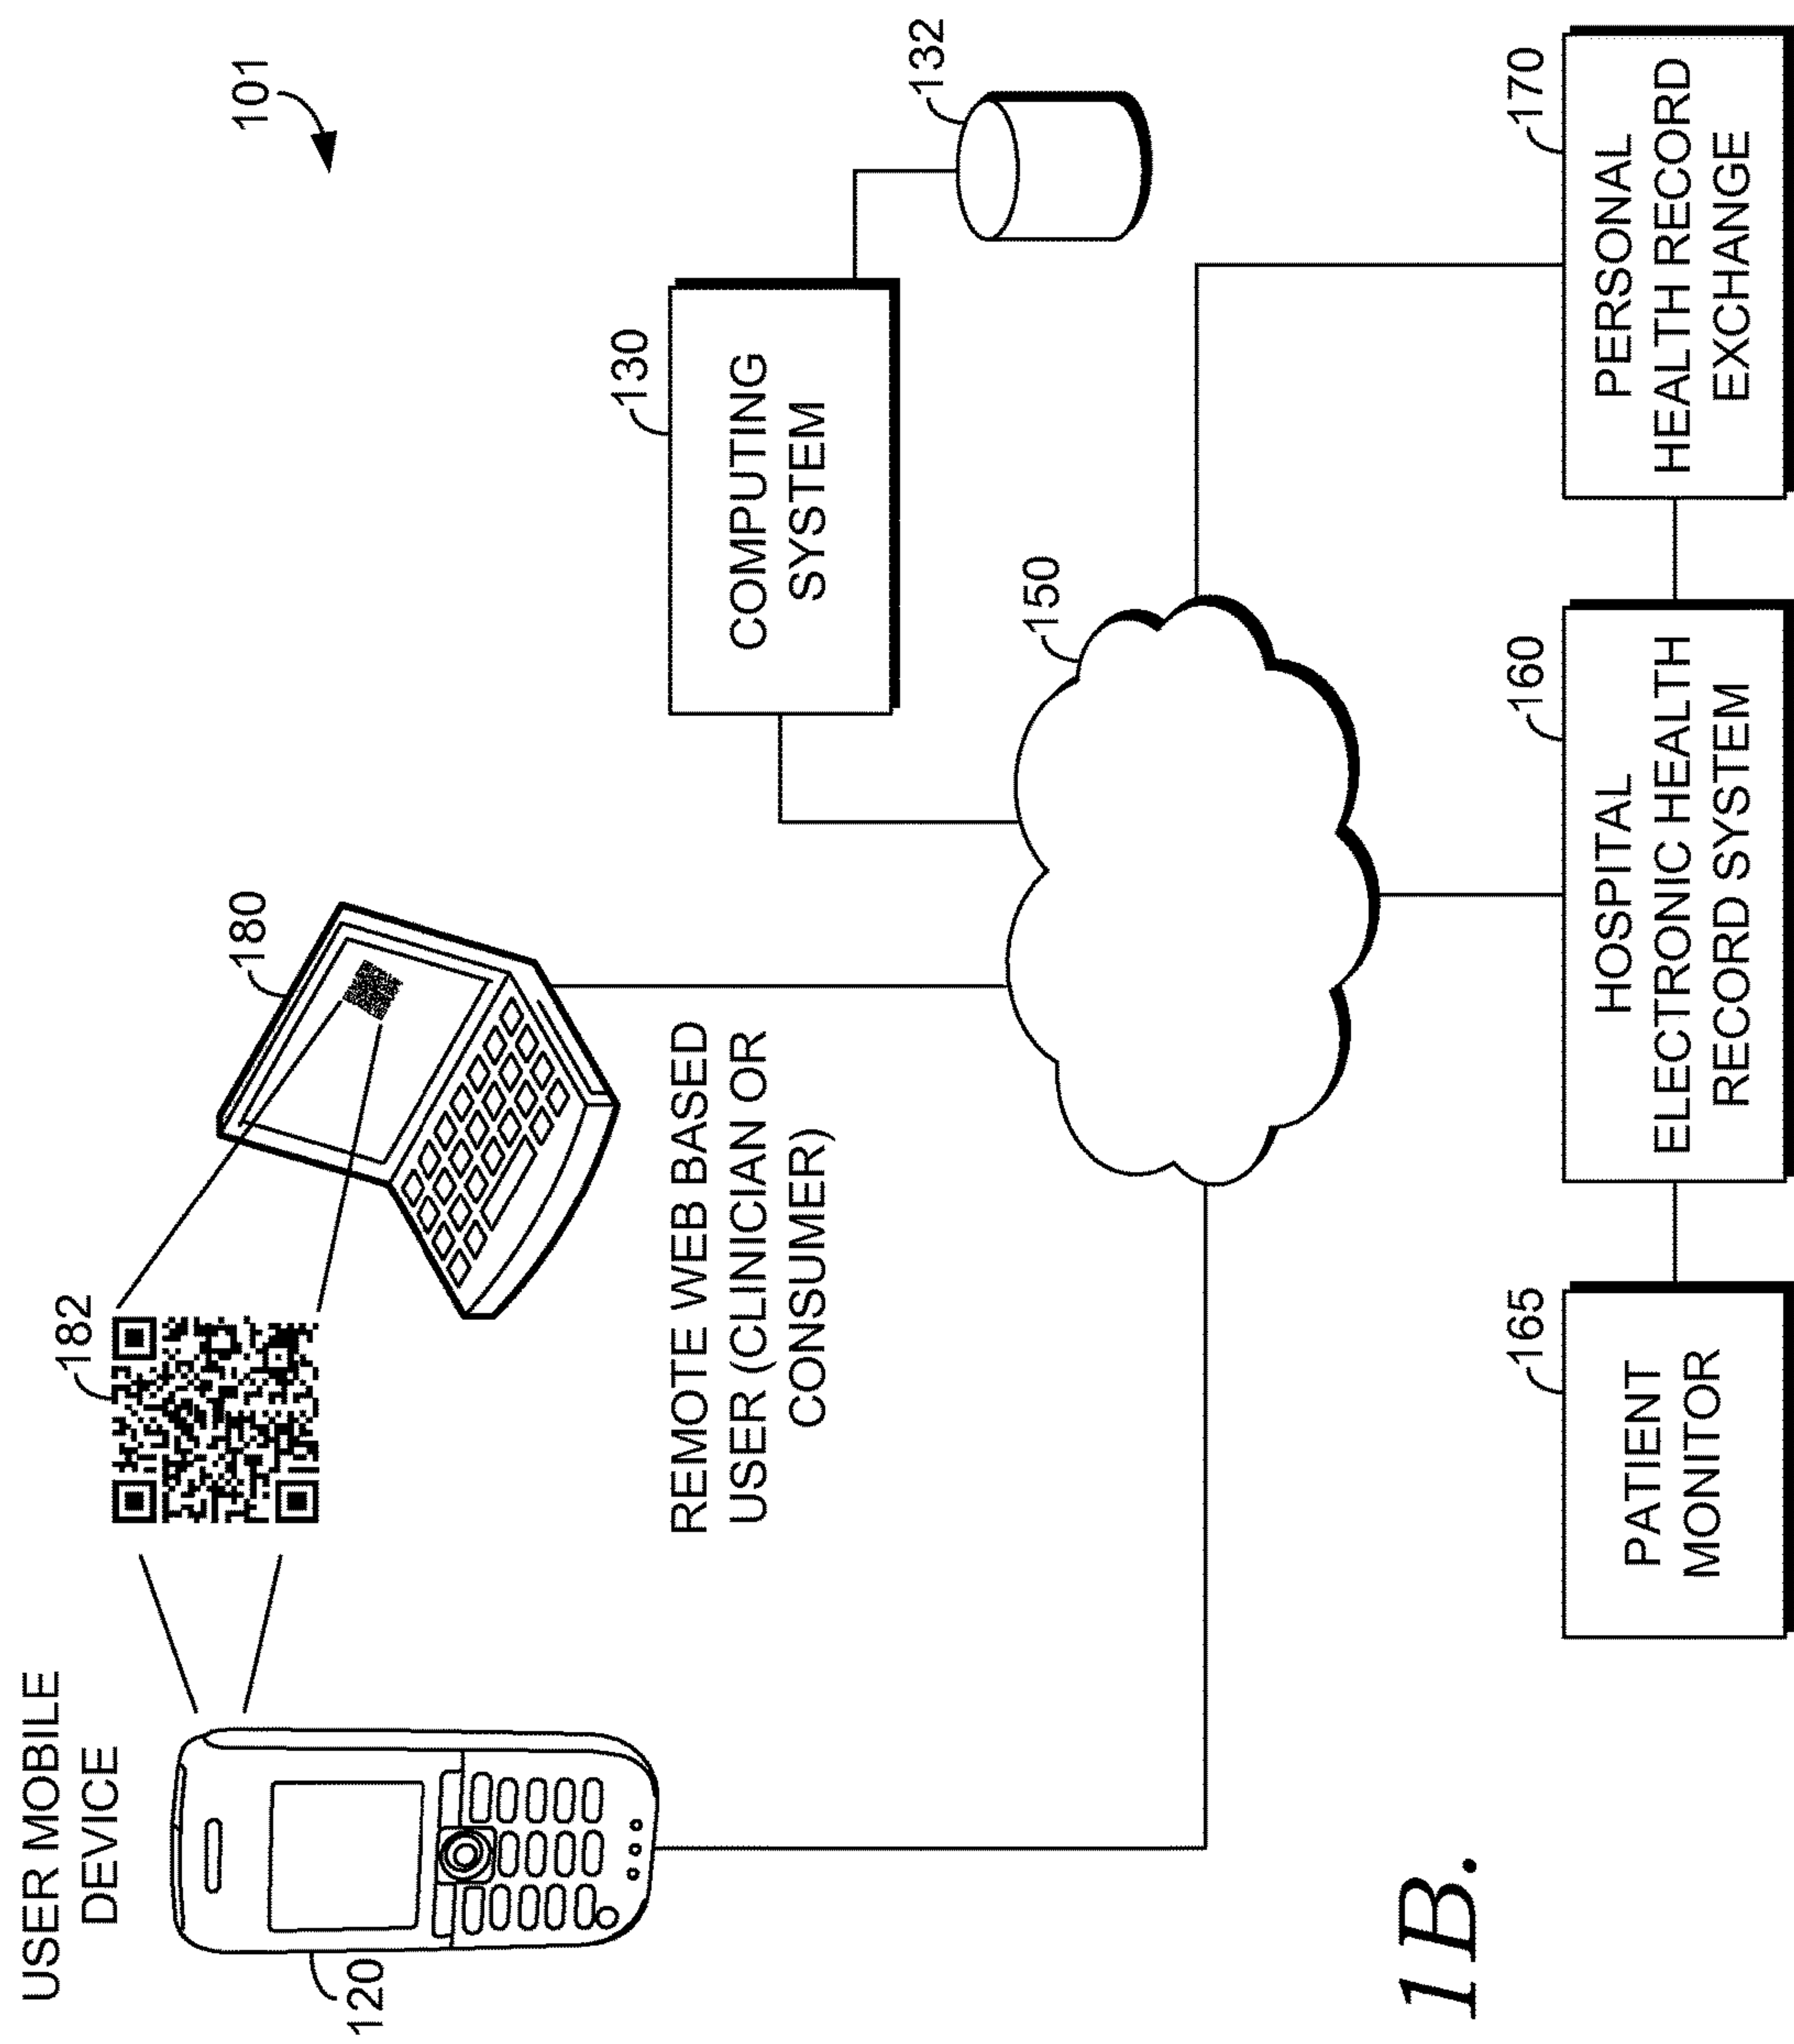 101
USER MOBILE
DEVICE
120
182
180
REMOTE WEB BASED
USER (CLINICIAN OR
CONSUMER)
130
COMPUTING
SYSTEM
132
150
165
PATIENT
MONITOR
160
HOSPITAL
ELECTRONIC HEALTH
RECORD SYSTEM
170
PERSONAL
HEALTH RECORD
EXCHANGE
1B.